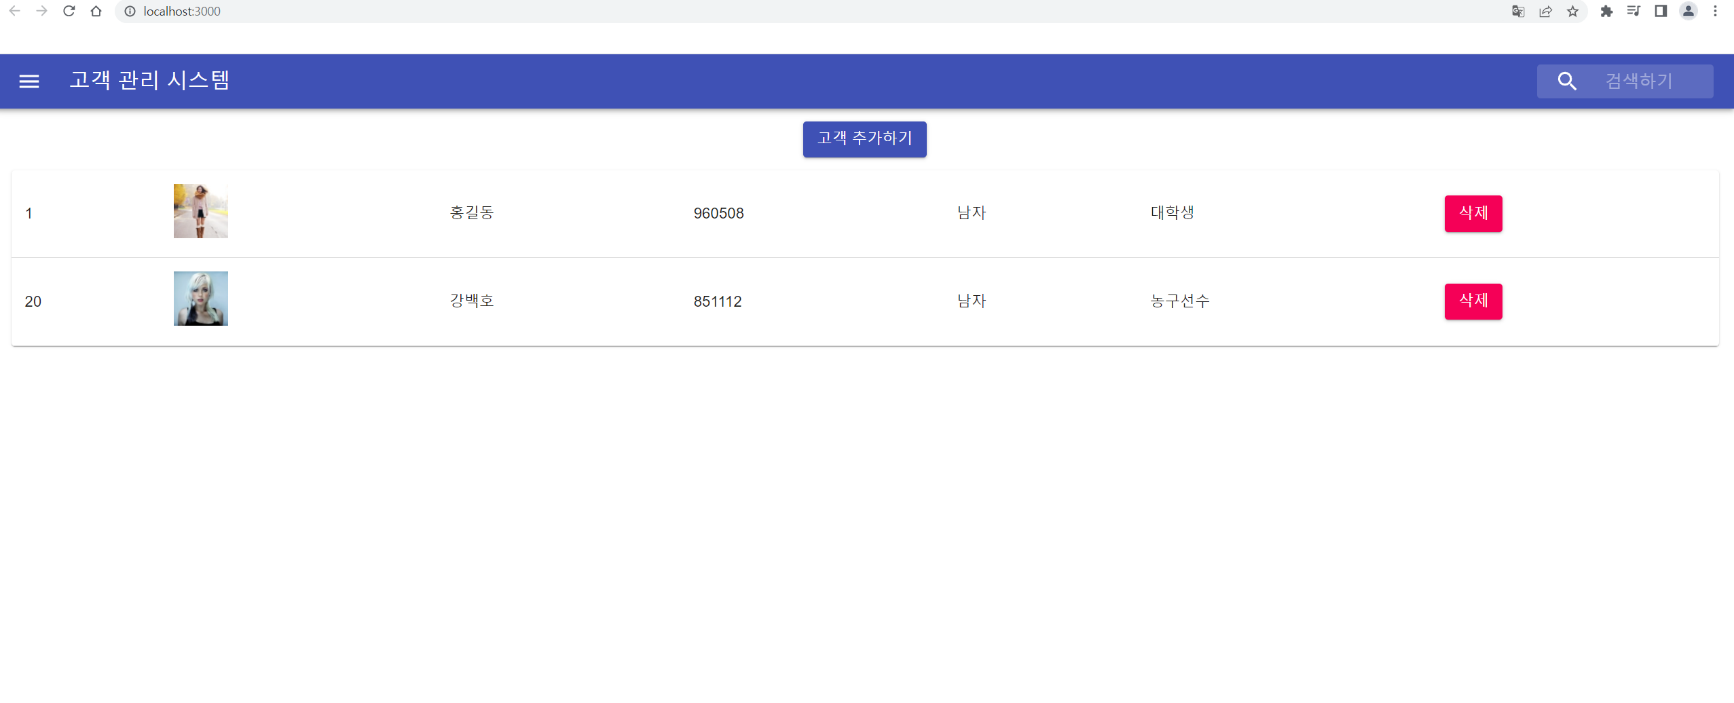 localhost:3000
고객 관리 시스템
검색하기
고객 추가하기
1 홍길동 960508 남자 대학생 삭제
20 강백호 851112 남자 농구선수 삭제